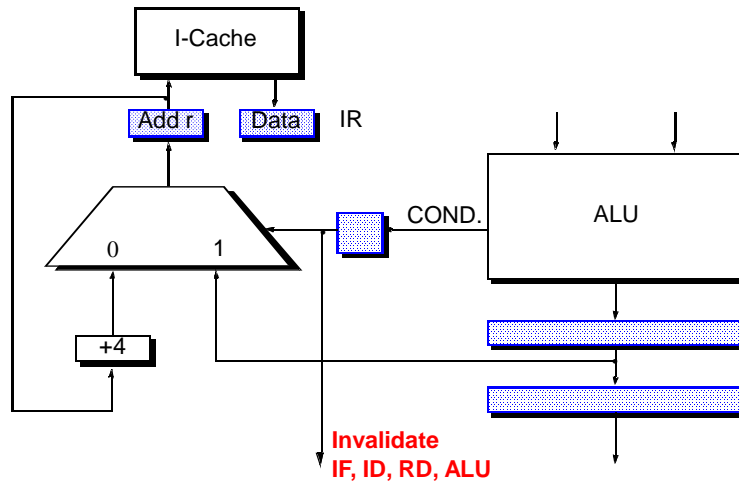 I-Cache
Add r
Data
IR
COND.
ALU
0
1
+4
Invalidate
IF, ID, RD, ALU